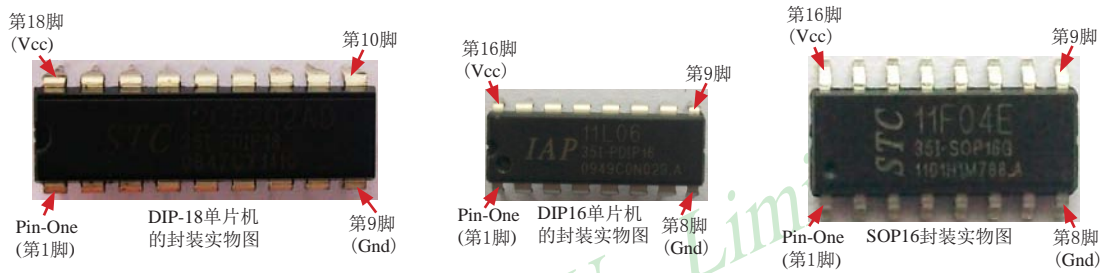 第18脚
(Vcc)
第10脚
STC
35I-PDIP18
Pin-One
(第1脚)
DIP-18单片机
的封装实物图
第9脚
(Gnd)
第16脚
(Vcc)
第9脚
IAP
11L06
35I-PDIP16
0949C0N029.A
Pin-One
(第1脚)
DIP16单片机
的封装实物图
第8脚
(Gnd)
第16脚
(Vcc)
第9脚
STC
11F04E
35I-SOP16G
1101H1M788.A
Pin-One
(第1脚)
SOP16封装实物图
第8脚
(Gnd)
Limi